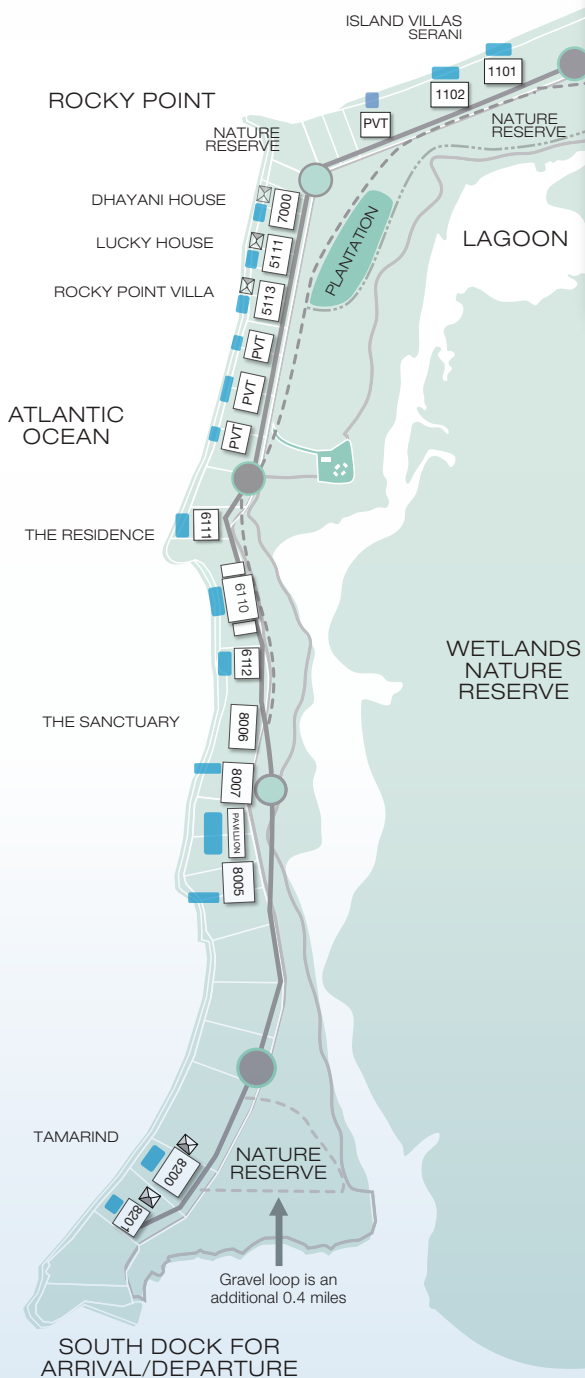 ISLAND VILLAS
SERANI
1101
1102
PVT
ROCKY POINT
NATURE
RESERVE
NATURE
RESERVE
DHAYANI HOUSE
7000
LUCKY HOUSE
5111
LAGOON
PLANTATION
ROCKY POINT VILLA
5113
PVT
PVT
PVT
ATLANTIC
OCEAN
THE RESIDENCE
6111
6110
6112
WETLANDS
NATURE
RESERVE
THE SANCTUARY
8006
8007
PAVILLION
8005
TAMARIND
8200
8201
NATURE
RESERVE
Gravel loop is an
additional 0.4 miles
SOUTH DOCK FOR
ARRIVAL/DEPARTURE